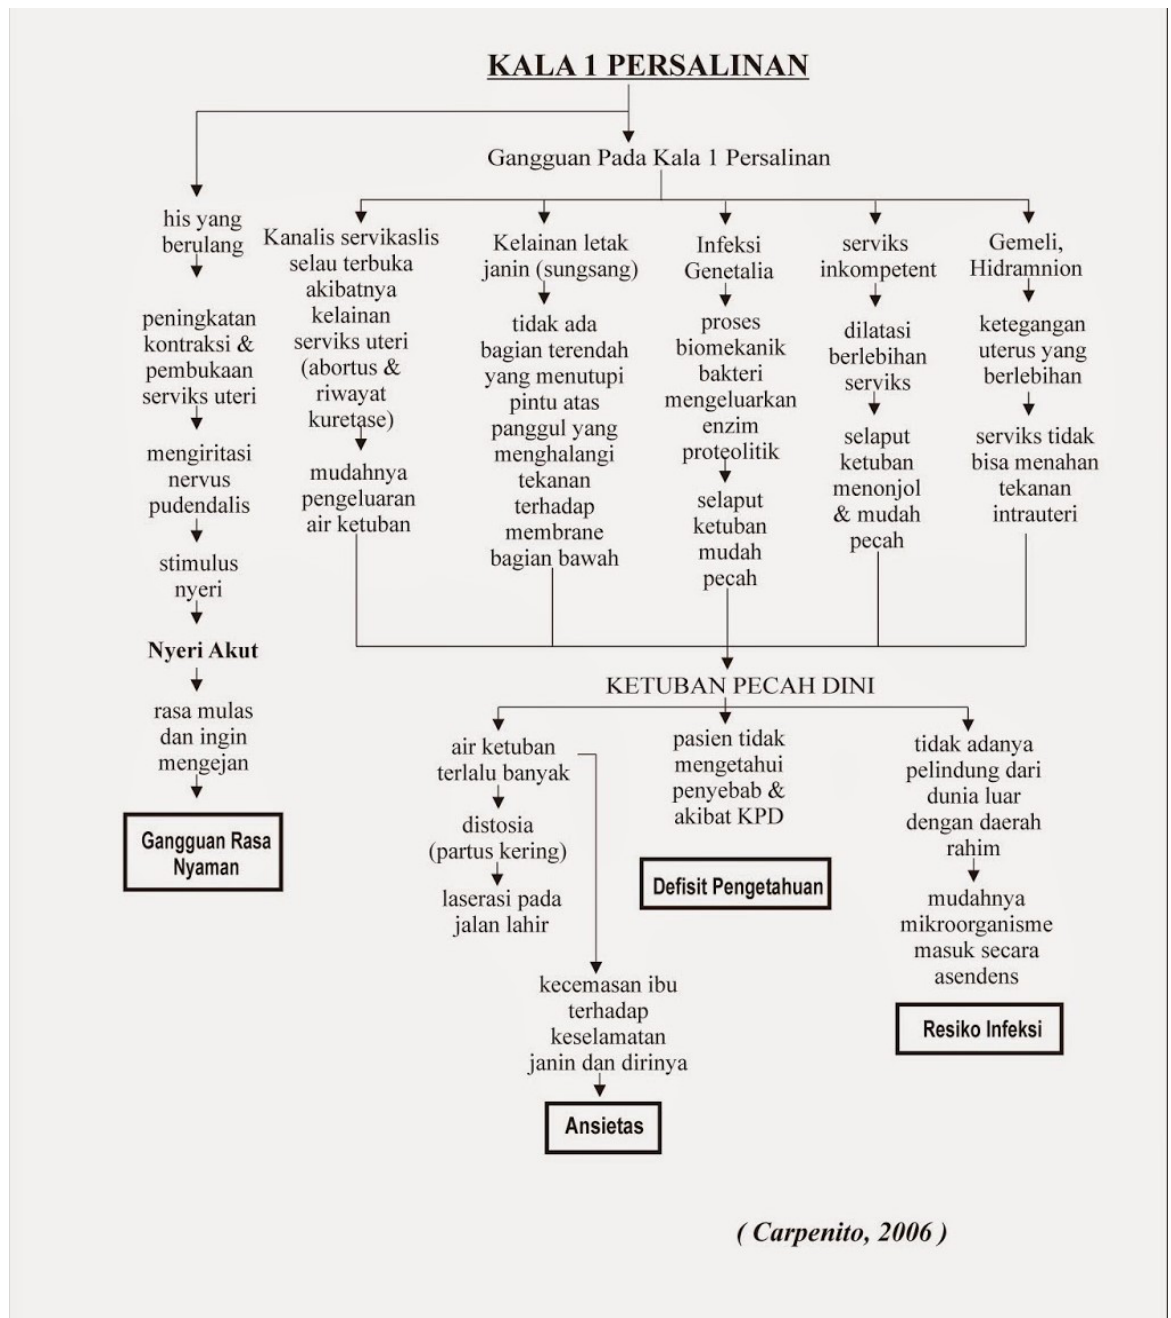 KALA 1 PERSALINAN
Gangguan Pada Kala 1 Persalinan
his yang
berulang
peningkatan
kontraksi &
pembukaan
serviks uteri
mengiritasi
nervus
pudendalis
stimulus
nyeri
Nyeri Akut
rasa mulas
dan ingin
mengejan
Gangguan Rasa
Nyaman
Kanalis servikaslis
selau terbuka
akibatnya
kelainan
serviks uteri
(abortus &
riwayat
kuretase)
mudahnya
pengeluaran
air ketuban
Kelainan letak
janin (sungsang)
tidak ada
bagian terendah
yang menutupi
pintu atas
panggul yang
menghalangi
tekanan
terhadap
membrane
bagian bawah
Infeksi
Genetalia
proses
biomekanik
bakteri
mengeluarkan
enzim
proteolitik
selaput
ketuban
mudah
pecah
serviks
inkompetent
dilatasi
berlebihan
serviks
selaput
ketuban
menonjol
& mudah
pecah
Gemeli,
Hidramnion
ketegangan
uterus yang
berlebihan
serviks tidak
bisa menahan
tekanan
intrauteri
KETUBAN PECAH DINI
air ketuban
terlalu banyak
distosia
(partus kering)
laserasi pada
jalan lahir
kecemasan ibu
terhadap
keselamatan
janin dan dirinya
Ansietas
pasien tidak
mengetahui
penyebab &
akibat KPD
Defisit Pengetahuan
tidak adanya
pelindung dari
dunia luar
dengan daerah
rahim
mudahnya
mikroorganisme
masuk secara
asendens
Resiko Infeksi
( Carpenito, 2006 )